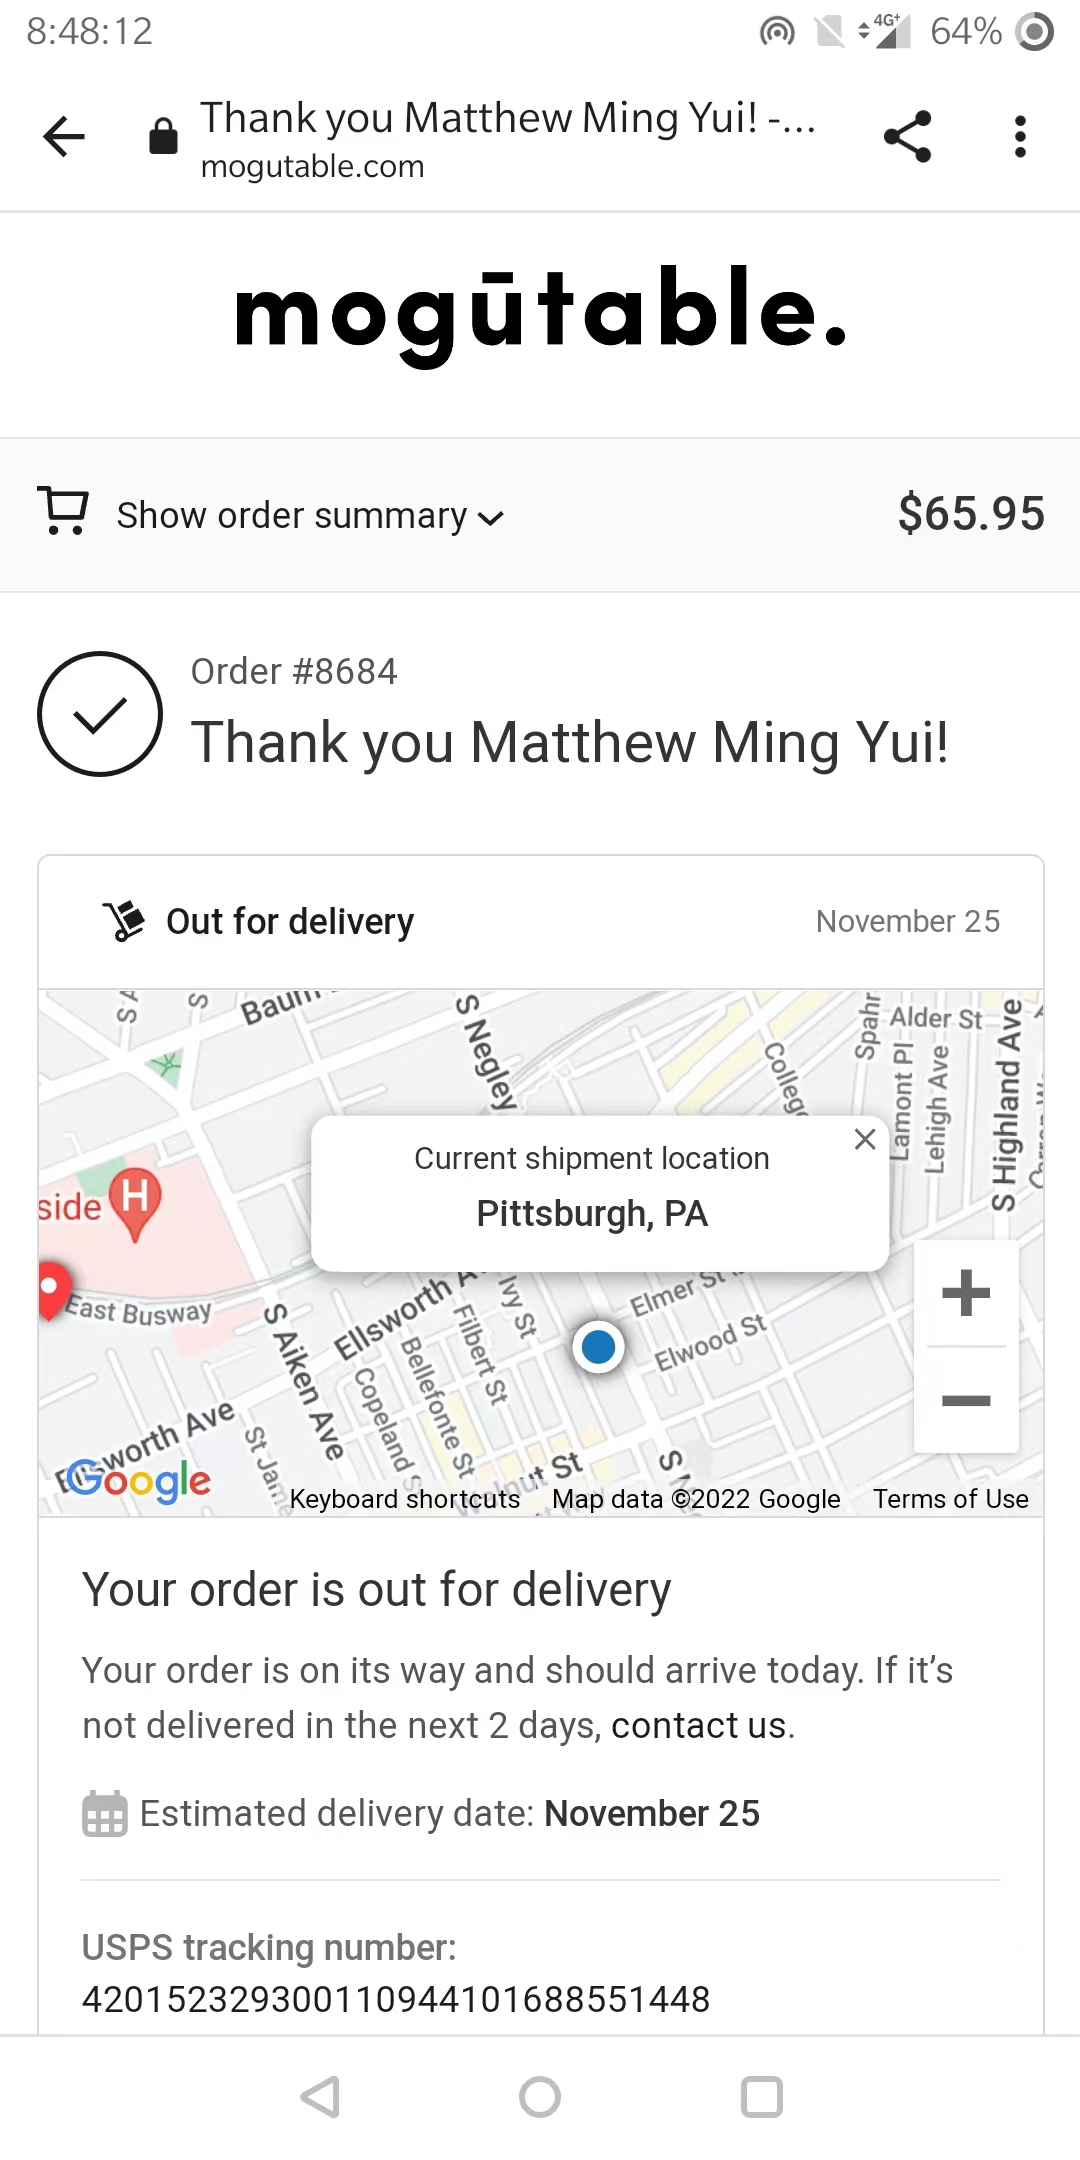 8:48:12
4G+
64%
Thank you Matthew Ming Yui! -...
mogutable.com
mogūtable.
Show order summary
$65.95
Order #8684
Thank you Matthew Ming Yui!
Out for delivery
November 25
S Negley
Colleg
Spahr
Alder St
Lamont Pl
Lehigh Ave
S Highland Ave
Current shipment location
Pittsburgh, PA
side
H
East Busway
S Aiken Ave
Ellsworth A
Ivy St
Filbert St
Bellefonte St
Copeland S
Elmer St
Elwood St
worth Ave
St Jame
Google
Keyboard shortcuts
Map data ©2022 Google
Terms of Use
Your order is out for delivery
Your order is on its way and should arrive today. If it’s
not delivered in the next 2 days, contact us.
Estimated delivery date: November 25
USPS tracking number:
420152329300110944101688551448